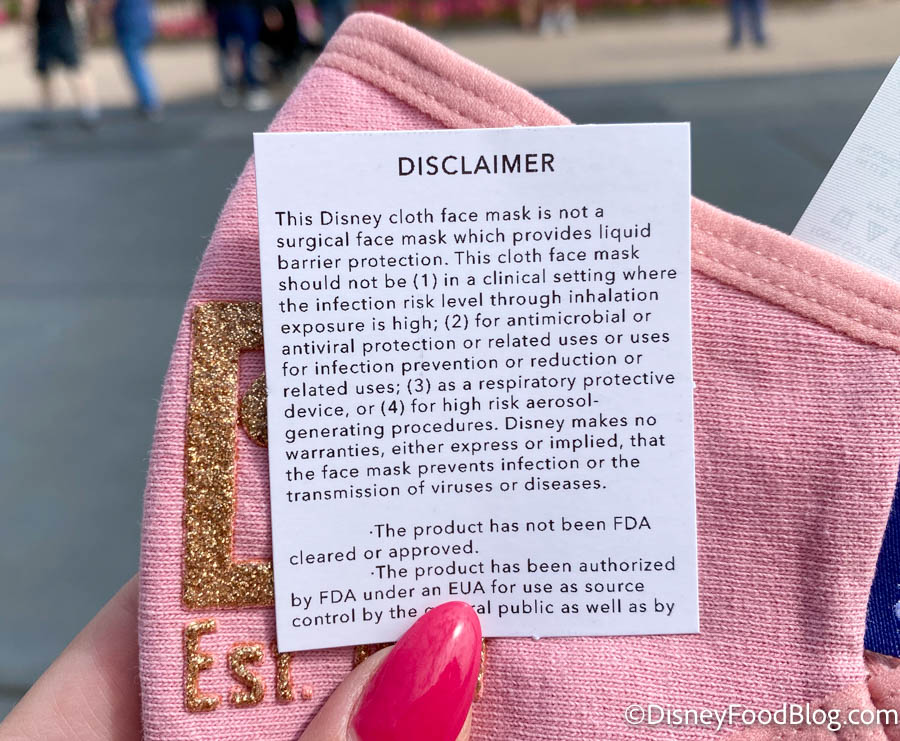 DISCLAIMER
This Disney cloth face mask is not a
surgical face mask which provides liquid
barrier protection. This cloth face mask
should not be (1) in a clinical setting where
the infection risk level through inhalation
exposure is high; (2) for antimicrobial or
antiviral protection or related uses or uses
for infection prevention or reduction or
related uses; (3) as a respiratory protective
device, or (4) for high risk aerosol-
generating procedures. Disney makes no
warranties, either express or implied, that
the face mask prevents infection or the
transmission of viruses or diseases.
·The product has not been FDA
cleared or approved.
·The product has been authorized
by FDA under an EUA for use as source
control by the public as well as by
Est.
©DisneyFoodBlog.com